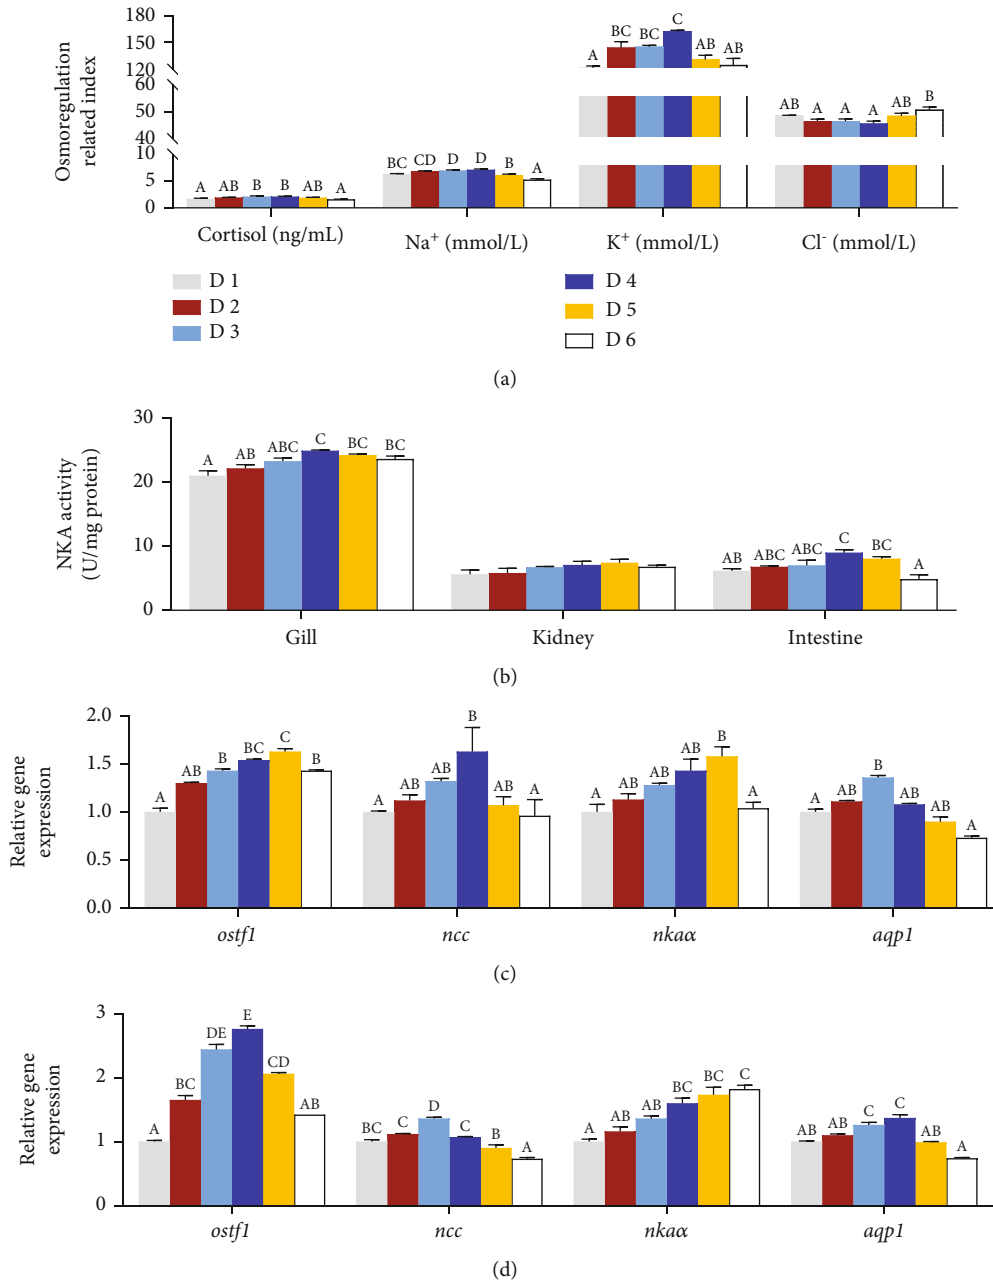 Osmoregulation
related index
180
150
120
60
50
40
10
5
0
A AB B B AB A
BC CD D D B A
A BC BC C AB AB
AB A A A AB B
Cortisol (ng/mL) Na⁺ (mmol/L) K⁺ (mmol/L) Cl⁻ (mmol/L)
D 1 D 4
D 2 D 5
D 3 D 6
(a)
NKA activity
(U/mg protein)
30
20
10
0
A AB ABC C BC BC
AB ABC ABC C BC A
Gill Kidney Intestine
(b)
Relative gene
expression
2.0
1.5
1.0
0.5
0.0
A AB B BC C B
A AB AB B AB A
A AB AB AB B A
A AB B AB AB A
ostf1 ncc nkaα aqp1
(c)
Relative gene
expression
3
2
1
0
A BC DE E CD AB
BC C D C B A
A AB AB BC BC C
AB AB C C AB A
ostf1 ncc nkaα aqp1
(d)